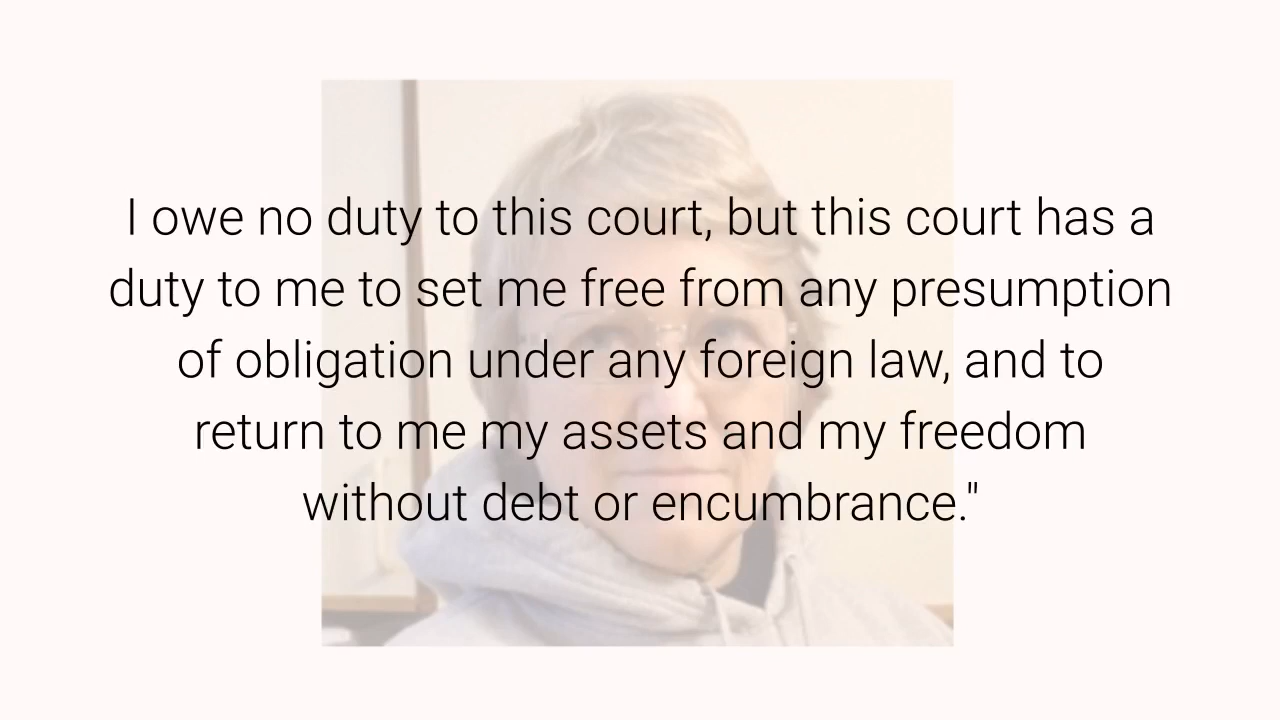 I owe no duty to this court, but this court has a
duty to me to set me free from any presumption
of obligation under any foreign law, and to
return to me my assets and my freedom
without debt or encumbrance."